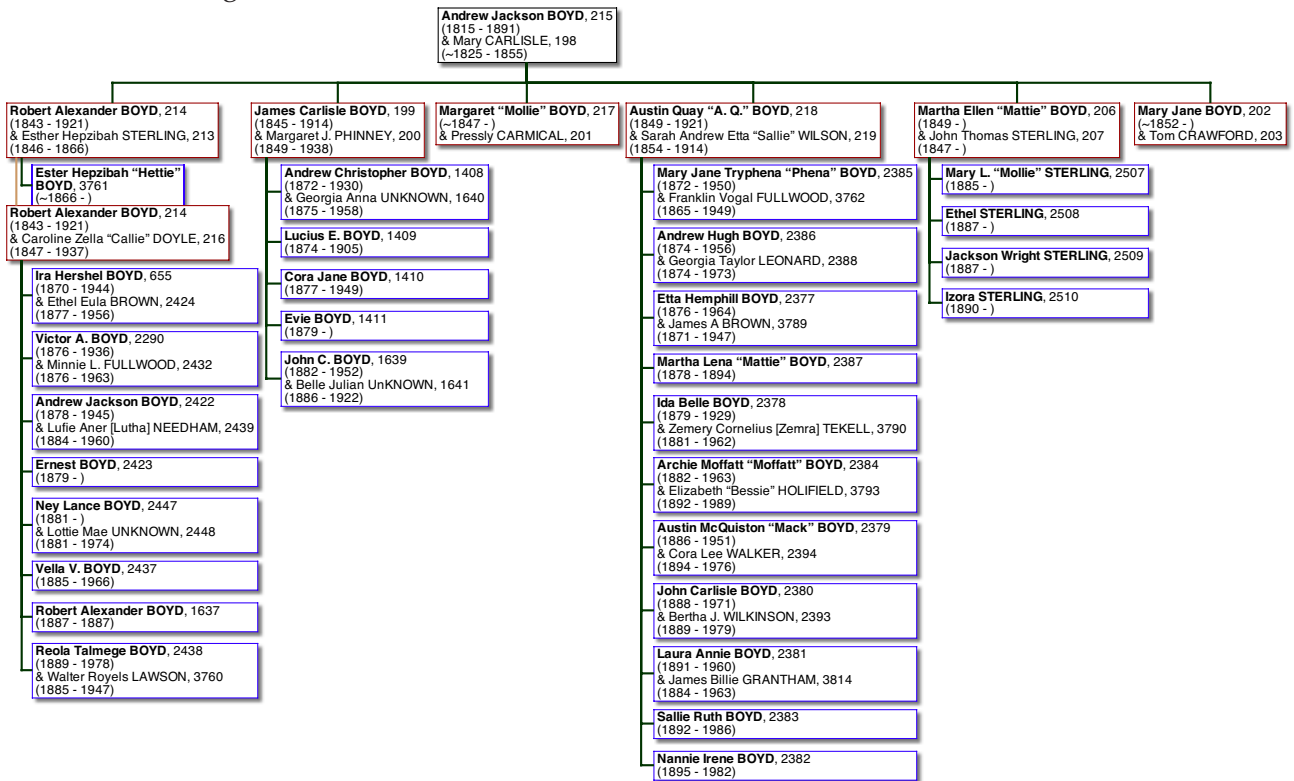 Andrew Jackson BOYD, 215
(1815 - 1891)
& Mary CARLISLE, 198
(~1825 - 1855)
Robert Alexander BOYD, 214
(1843 - 1921)
& Esther Hepzibah STERLING, 213
(1846 - 1866)
Ester Hepzibah “Hettie”
BOYD, 3761
(~1866 - )
Robert Alexander BOYD, 214
(1843 - 1921)
& Caroline Zella “Callie” DOYLE, 216
(1847 - 1937)
Ira Hershel BOYD, 655
(1870 - 1944)
& Ethel Eula BROWN, 2424
(1877 - 1956)
Victor A. BOYD, 2290
(1876 - 1936)
& Minnie L. FULLWOOD, 2432
(1876 - 1963)
Andrew Jackson BOYD, 2422
(1878 - 1945)
& Lufie Aner [Lutha] NEEDHAM, 2439
(1884 - 1960)
Ernest BOYD, 2423
(1879 - )
Ney Lance BOYD, 2447
(1881 - )
& Lottie Mae UNKNOWN, 2448
(1881 - 1974)
Vella V. BOYD, 2437
(1885 - 1966)
Robert Alexander BOYD, 1637
(1887 - 1887)
Reola Talmege BOYD, 2438
(1889 - 1978)
& Walter Royels LAWSON, 3760
(1885 - 1947)
James Carlisle BOYD, 199
(1845 - 1914)
& Margaret J. PHINNEY, 200
(1849 - 1938)
Andrew Christopher BOYD, 1408
(1872 - 1930)
& Georgia Anna UNKNOWN, 1640
(1875 - 1958)
Lucius E. BOYD, 1409
(1874 - 1905)
Cora Jane BOYD, 1410
(1877 - 1949)
Evie BOYD, 1411
(1879 - )
John C. BOYD, 1639
(1882 - 1952)
& Belle Julian UnKNOWN, 1641
(1886 - 1922)
Margaret “Mollie” BOYD, 217
(~1847 - )
& Pressly CARMICAL, 201
Austin Quay “A. Q.” BOYD, 218
(1849 - 1921)
& Sarah Andrew Etta “Sallie” WILSON, 219
(1854 - 1914)
Mary Jane Tryphena “Phena” BOYD, 2385
(1872 - 1950)
& Franklin Vogal FULLWOOD, 3762
(1865 - 1949)
Andrew Hugh BOYD, 2386
(1874 - 1956)
& Georgia Taylor LEONARD, 2388
(1874 - 1973)
Etta Hemphill BOYD, 2377
(1876 - 1964)
& James A BROWN, 3789
(1871 - 1947)
Martha Lena “Mattie” BOYD, 2387
(1878 - 1894)
Ida Belle BOYD, 2378
(1879 - 1929)
& Zemery Cornelius [Zemra] TEKELL, 3790
(1881 - 1962)
Archie Moffatt “Moffatt” BOYD, 2384
(1882 - 1963)
& Elizabeth “Bessie” HOLIFIELD, 3793
(1892 - 1989)
Austin McQuiston “Mack” BOYD, 2379
(1886 - 1951)
& Cora Lee WALKER, 2394
(1894 - 1976)
John Carlisle BOYD, 2380
(1888 - 1971)
& Bertha J. WILKINSON, 2393
(1889 - 1979)
Laura Annie BOYD, 2381
(1891 - 1960)
& James Billie GRANTHAM, 3814
(1884 - 1963)
Sallie Ruth BOYD, 2383
(1892 - 1986)
Nannie Irene BOYD, 2382
(1895 - 1982)
Martha Ellen “Mattie” BOYD, 206
(1849 - )
& John Thomas STERLING, 207
(1847 - )
Mary L. “Mollie” STERLING, 2507
(1885 - )
Ethel STERLING, 2508
(1887 - )
Jackson Wright STERLING, 2509
(1887 - )
Izora STERLING, 2510
(1890 - )
Mary Jane BOYD, 202
(~1852 - )
& Tom CRAWFORD, 203